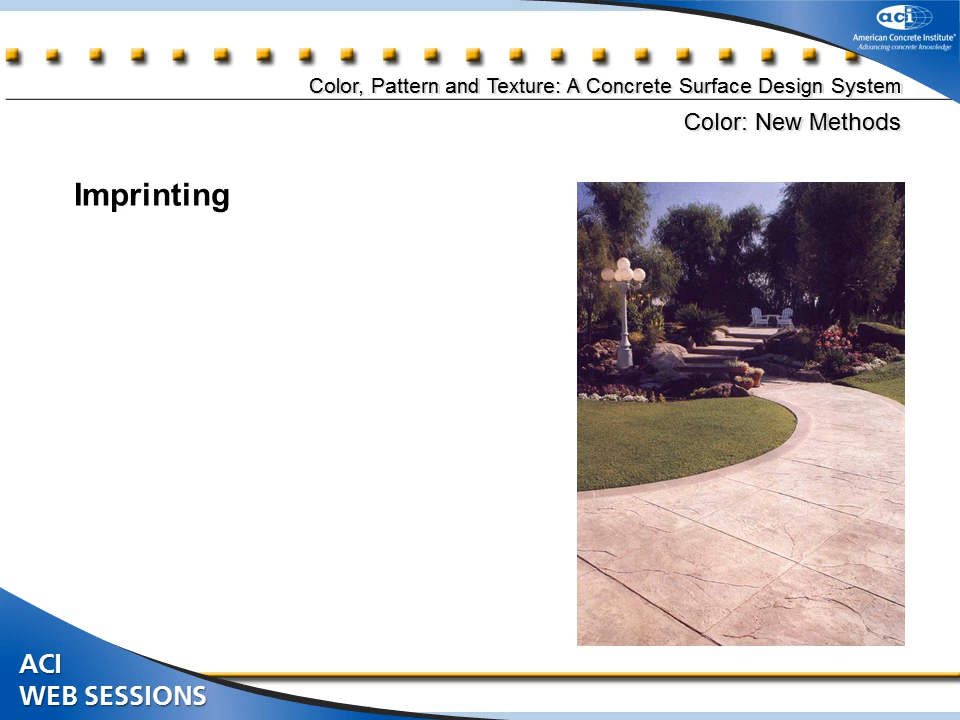 aci
American Concrete Institute®
Advancing concrete knowledge
Color, Pattern and Texture: A Concrete Surface Design System
Color: New Methods
Imprinting
ACI
WEB SESSIONS